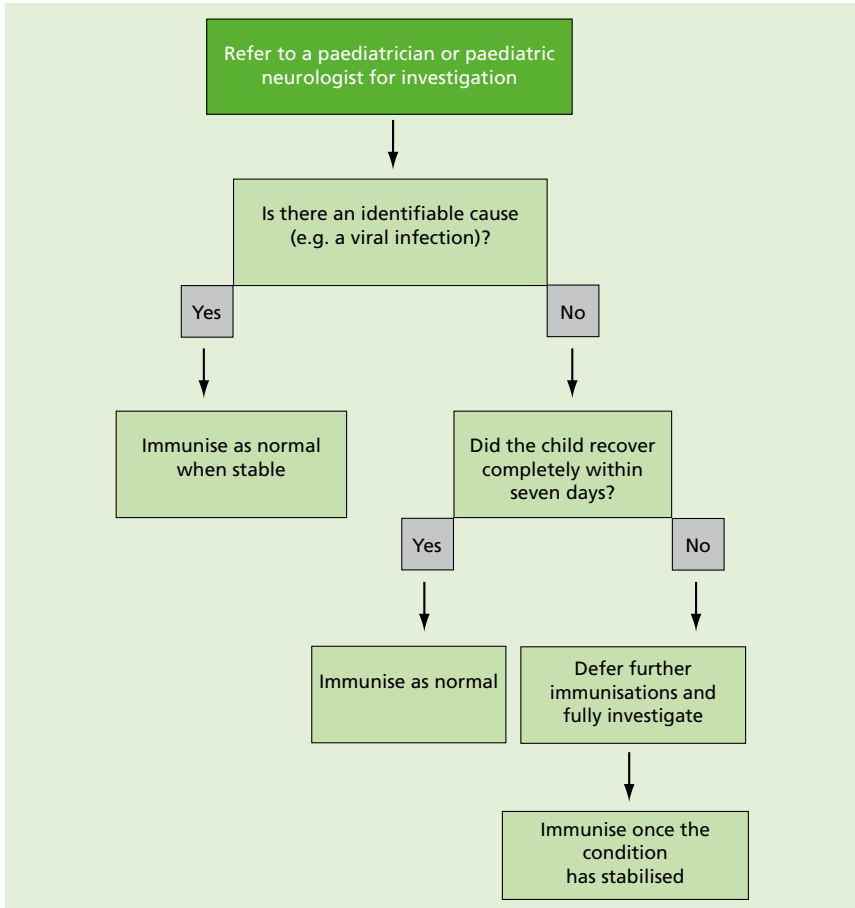 Refer to a paediatrician or paediatric
neurologist for investigation
Is there an identifiable cause
(e.g. a viral infection)?
Yes
No
Immunise as normal
when stable
Did the child recover
completely within
seven days?
Yes
No
Immunise as normal
Defer further
immunisations and
fully investigate
Immunise once the
condition
has stabilised